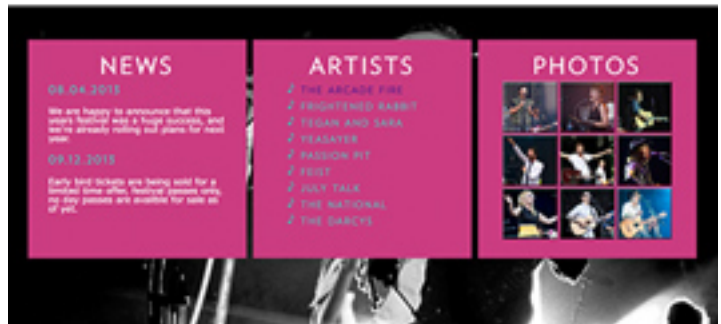 NEWS
08.04.2013
We are happy to announce that this
years festival was a huge success, and
we're already rolling out plans for next
year.
09.12.2013
Early bird tickets are being sold for a
limited time offer, festival passes only,
no day passes are availible for sale as
of yet.
ARTISTS
THE ARCADE FIRE
FRIGHTENED RABBIT
TEGAN AND SARA
YEASAYER
PASSION PIT
FEIST
JULY TALK
THE NATIONAL
THE DARCYS
PHOTOS